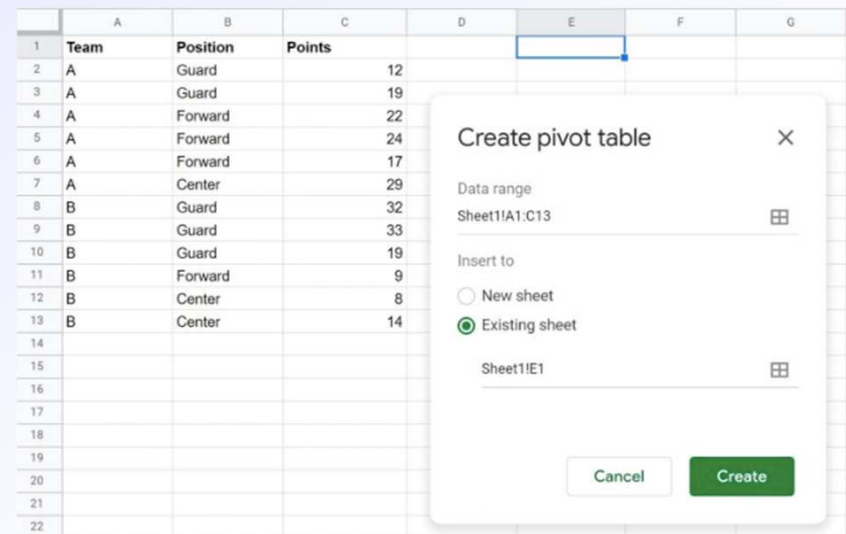 A B C D E F G
1 Team Position Points
2 A Guard 12
3 A Guard 19
4 A Forward 22
5 A Forward 24
6 A Forward 17
7 A Center 29
8 B Guard 32
9 B Guard 33
10 B Guard 19
11 B Forward 9
12 B Center 8
13 B Center 14
14
15
16
17
18
19
20
21
22
Create pivot table
Data range
Sheet1!A1:C13
Insert to
New sheet
Existing sheet
Sheet1!E1
Cancel Create